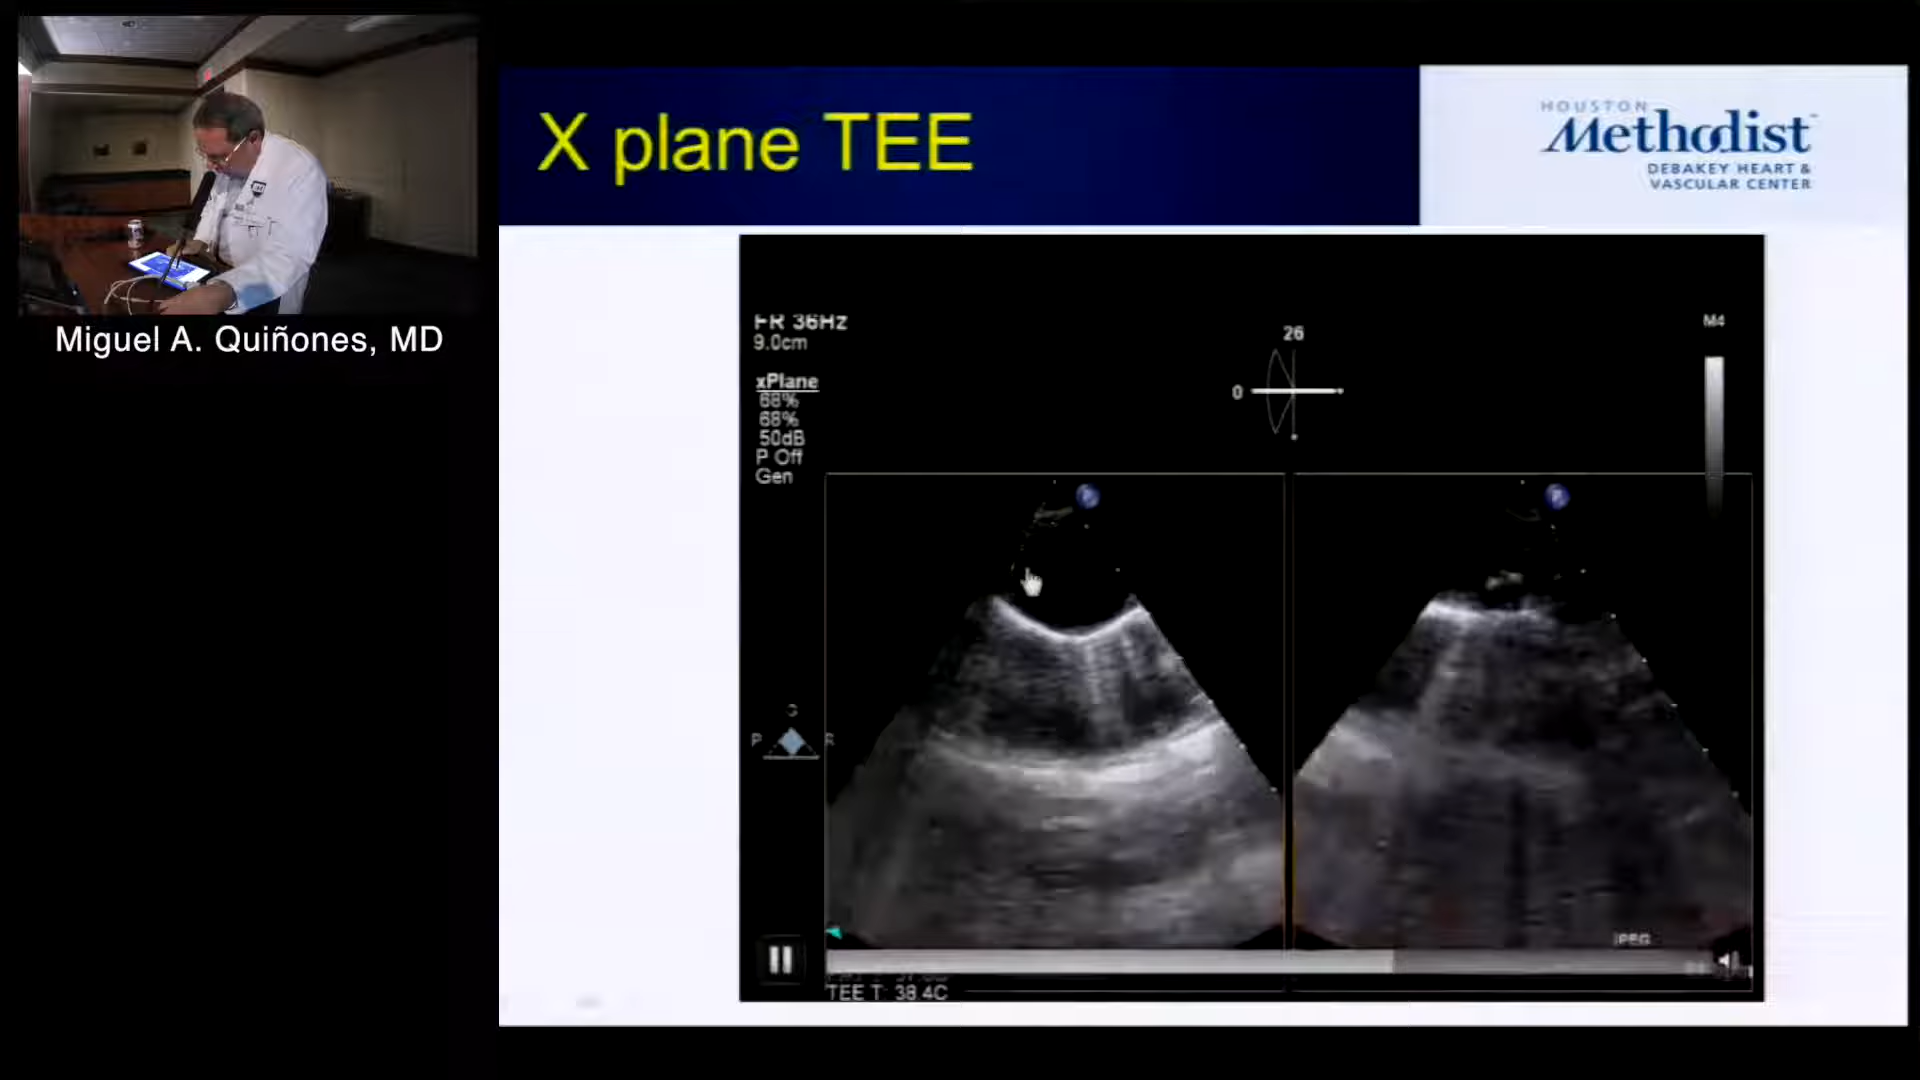 Miguel A. Quiñones, MD
X plane TEE
HOUSTON
Methodist
DEBAKEY HEART &
VASCULAR CENTER
FR 36Hz
9.0cm
xPlane
68%
68%
50dB
P Off
Gen
26
0
M4
P
R
JPEG
TEE T: 38.4C